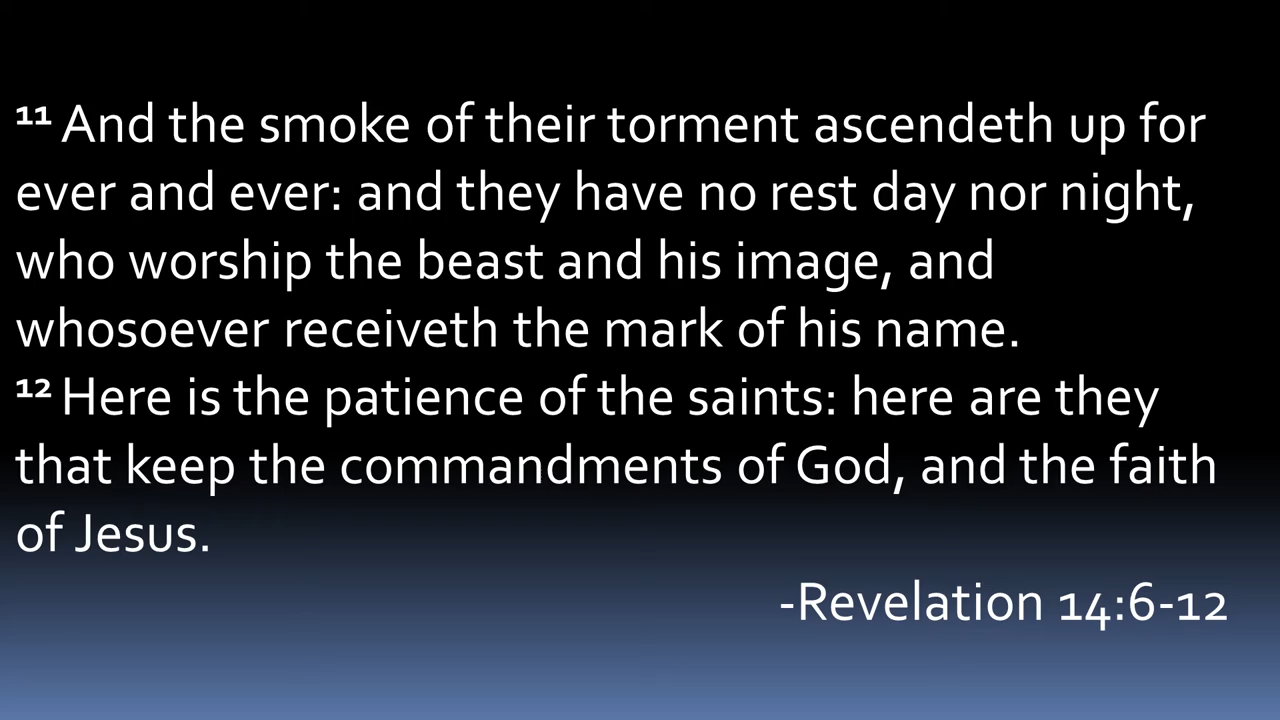 11 And the smoke of their torment ascendeth up for
ever and ever: and they have no rest day nor night,
who worship the beast and his image, and
whosoever receiveth the mark of his name.
12 Here is the patience of the saints: here are they
that keep the commandments of God, and the faith
of Jesus.
-Revelation 14:6-12